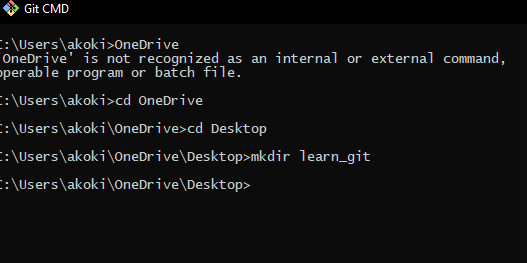 Git CMD
C:\Users\akoki>OneDrive
'OneDrive' is not recognized as an internal or external command,
operable program or batch file.
C:\Users\akoki>cd OneDrive
C:\Users\akoki\OneDrive>cd Desktop
C:\Users\akoki\OneDrive\Desktop>mkdir learn_git
C:\Users\akoki\OneDrive\Desktop>